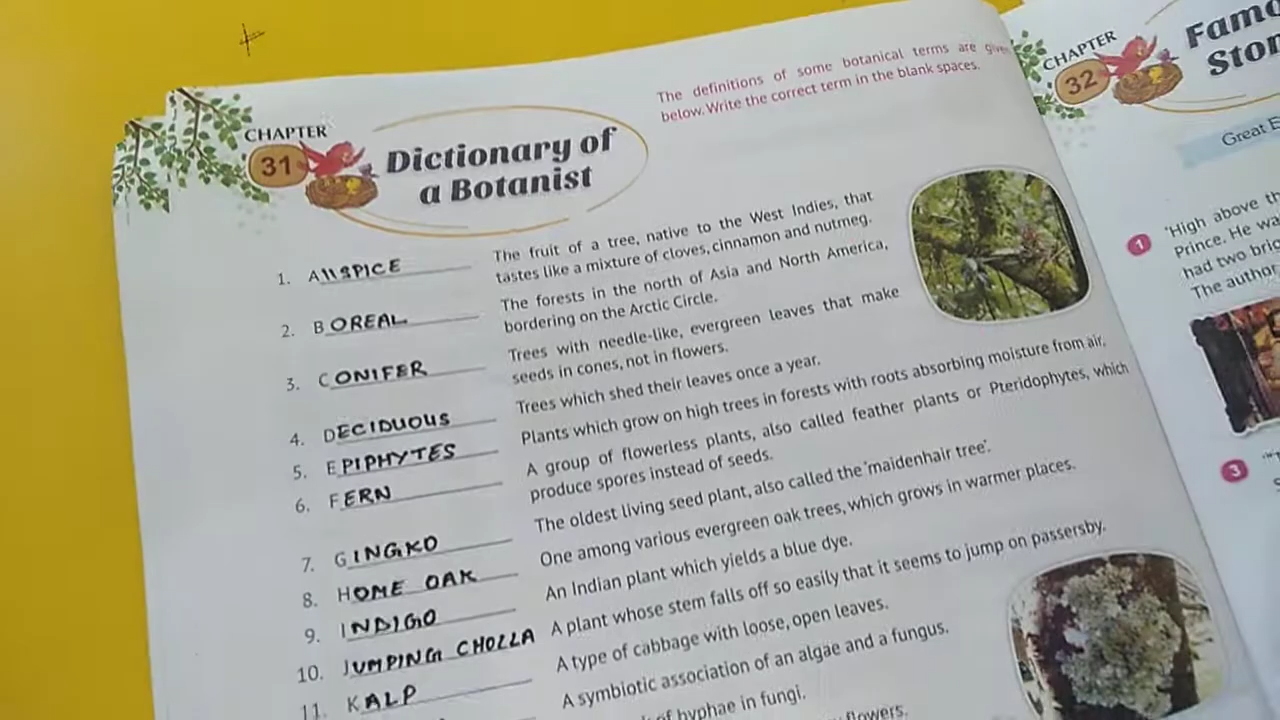 The definitions of some botanical terms are given
below. Write the correct term in the blank spaces.
CHAPTER
31
Dictionary of
a Botanist
1. AllSPICE
The fruit of a tree, native to the West Indies, that
tastes like a mixture of cloves, cinnamon and nutmeg.
2. BOREAL
The forests in the north of Asia and North America,
bordering on the Arctic Circle.
3. CONIFER
Trees with needle-like, evergreen leaves that make
seeds in cones, not in flowers.
4. DECIDUOUS
Trees which shed their leaves once a year.
5. EPIPHYTES
Plants which grow on high trees in forests with roots absorbing moisture from air.
6. FERN
A group of flowerless plants, also called feather plants or Pteridophytes, which
produce spores instead of seeds.
7. GINGKO
The oldest living seed plant, also called the 'maidenhair tree'.
8. HOME OAK
One among various evergreen oak trees, which grows in warmer places.
9. INDIGO
An Indian plant which yields a blue dye.
10. JUMPING CHOLLA
A plant whose stem falls off so easily that it seems to jump on passersby.
11. KALP
A type of cabbage with loose, open leaves.
A symbiotic association of an algae and a fungus.
of hyphae in fungi.
flowers.
CHAPTER
32
Great E
1
'High above th
Prince. He wa
had two bric
The author
3